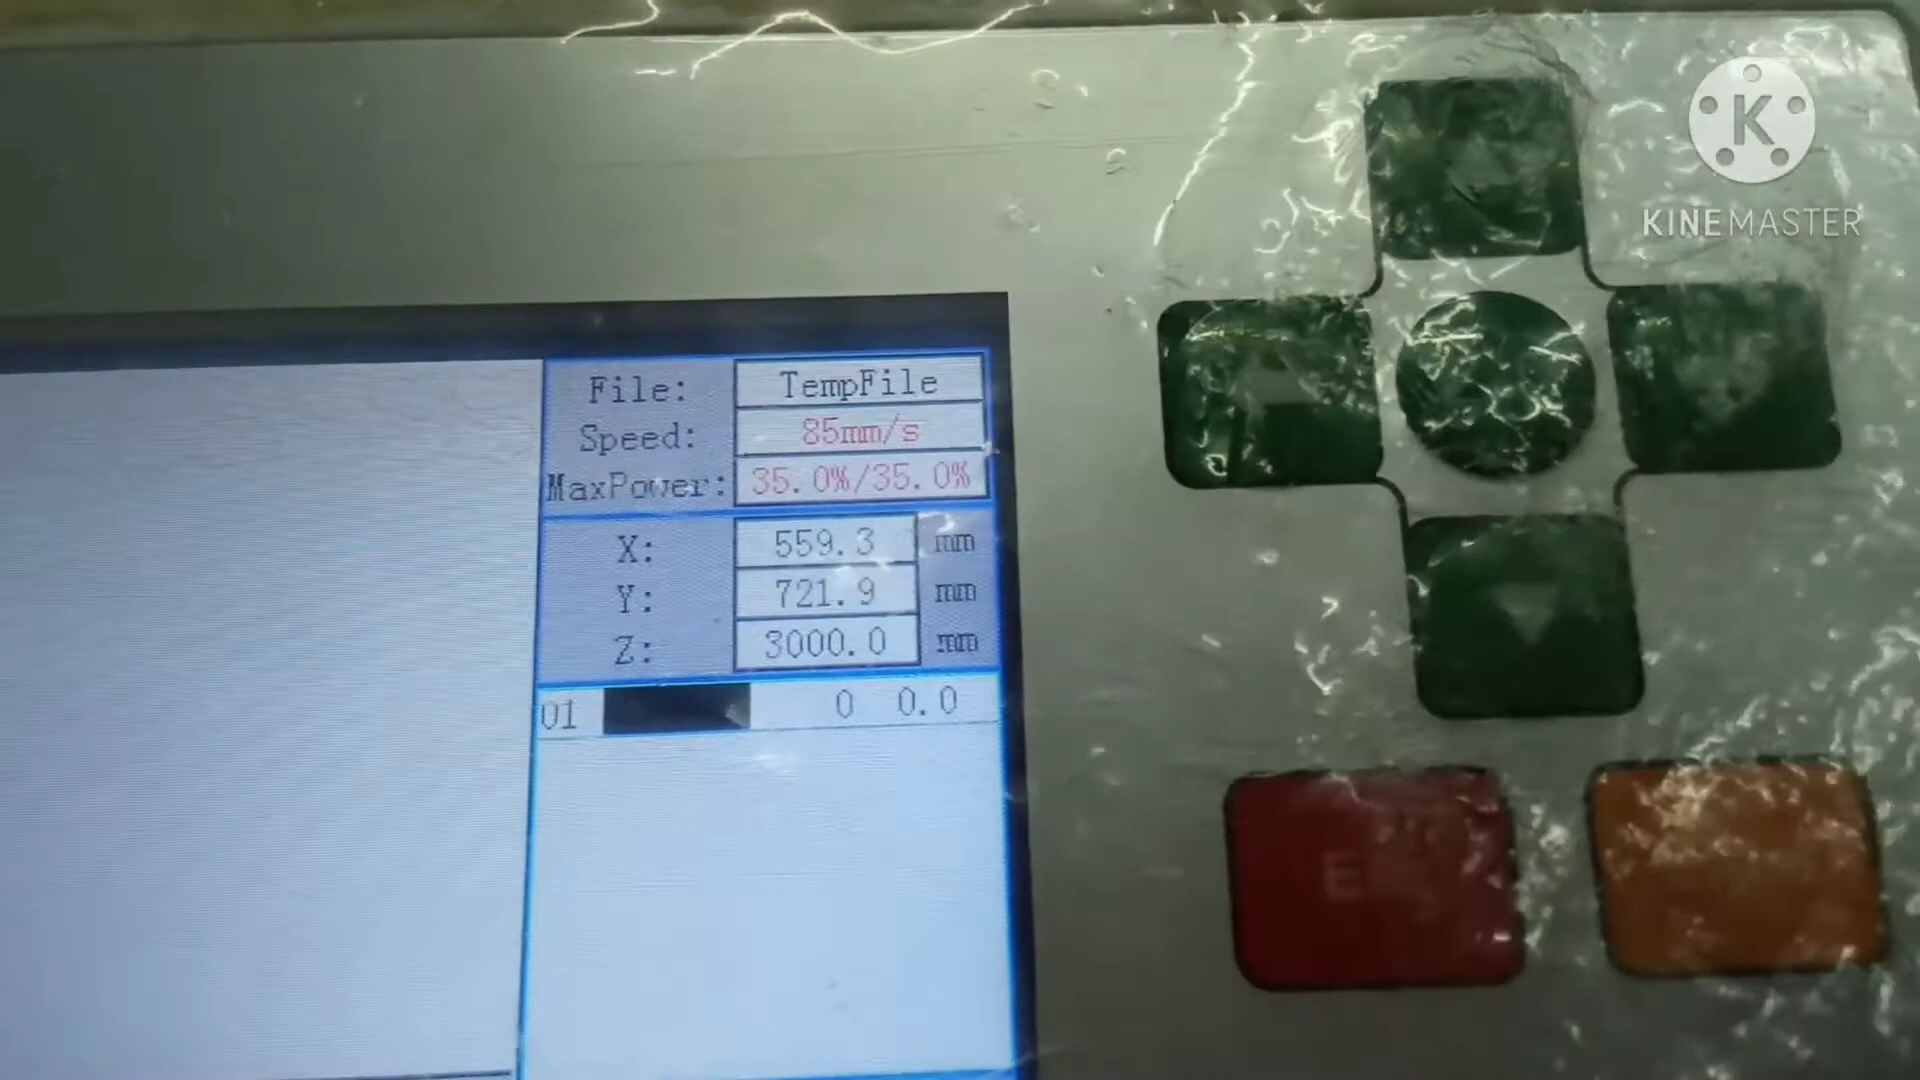 K
KINEMASTER
File: TempFile
Speed: 85mm/s
MaxPower: 35.0%/35.0%
X: 559.3 mm
Y: 721.9 mm
Z: 3000.0 mm
01 0 0.0
E